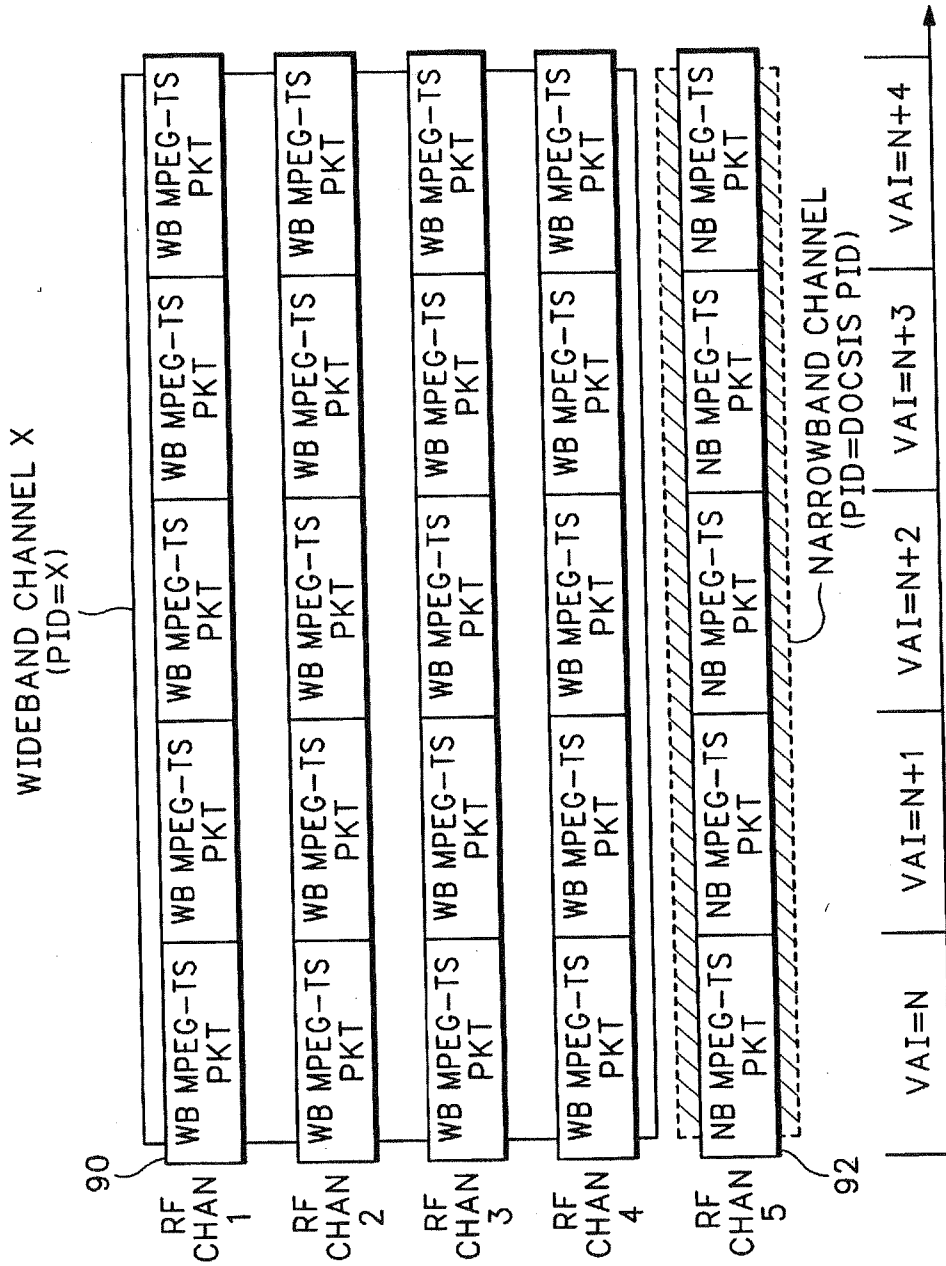 WIDEBAND CHANNEL X
(PID=X)
90
RF
CHAN
1
WB MPEG-TS
PKT
WB MPEG-TS
PKT
WB MPEG-TS
PKT
WB MPEG-TS
PKT
WB MPEG-TS
PKT
RF
CHAN
2
WB MPEG-TS
PKT
WB MPEG-TS
PKT
WB MPEG-TS
PKT
WB MPEG-TS
PKT
WB MPEG-TS
PKT
RF
CHAN
3
WB MPEG-TS
PKT
WB MPEG-TS
PKT
WB MPEG-TS
PKT
WB MPEG-TS
PKT
WB MPEG-TS
PKT
RF
CHAN
4
WB MPEG-TS
PKT
WB MPEG-TS
PKT
WB MPEG-TS
PKT
WB MPEG-TS
PKT
WB MPEG-TS
PKT
RF
CHAN
5
NB MPEG-TS
PKT
NB MPEG-TS
PKT
NB MPEG-TS
PKT
NB MPEG-TS
PKT
NB MPEG-TS
PKT
92
NARROWBAND CHANNEL
(PID=DOCSIS PID)
VAI=N
VAI=N+1
VAI=N+2
VAI=N+3
VAI=N+4